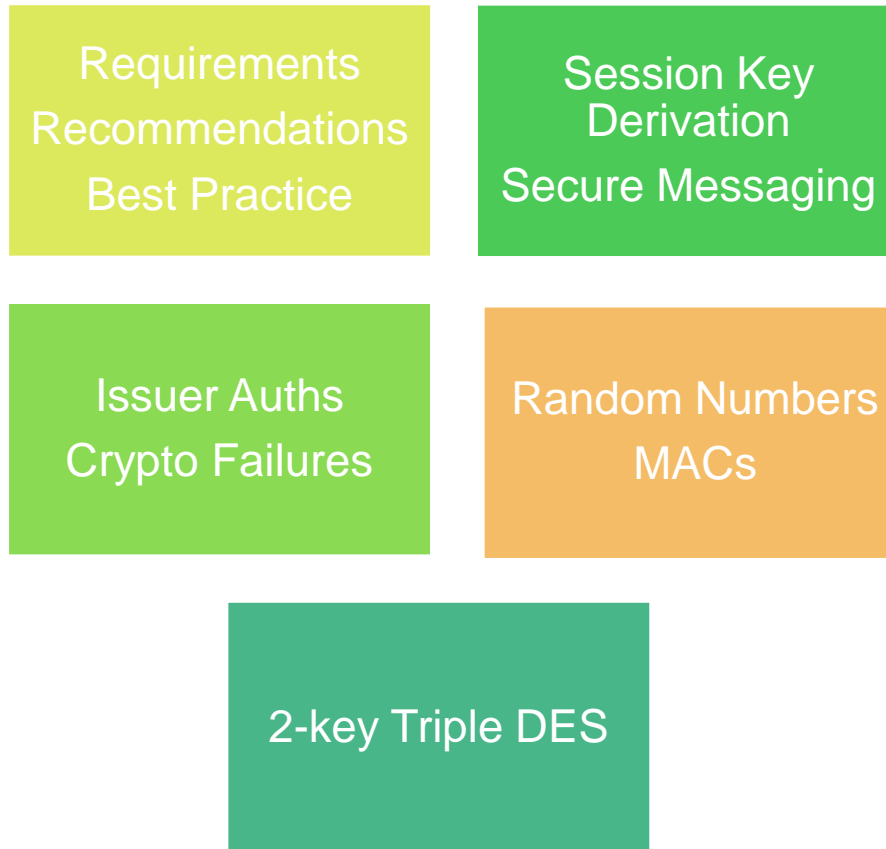 Requirements
Recommendations
Best Practice
Session Key
Derivation
Secure Messaging
Issuer Auths
Crypto Failures
Random Numbers
MACs
2-key Triple DES